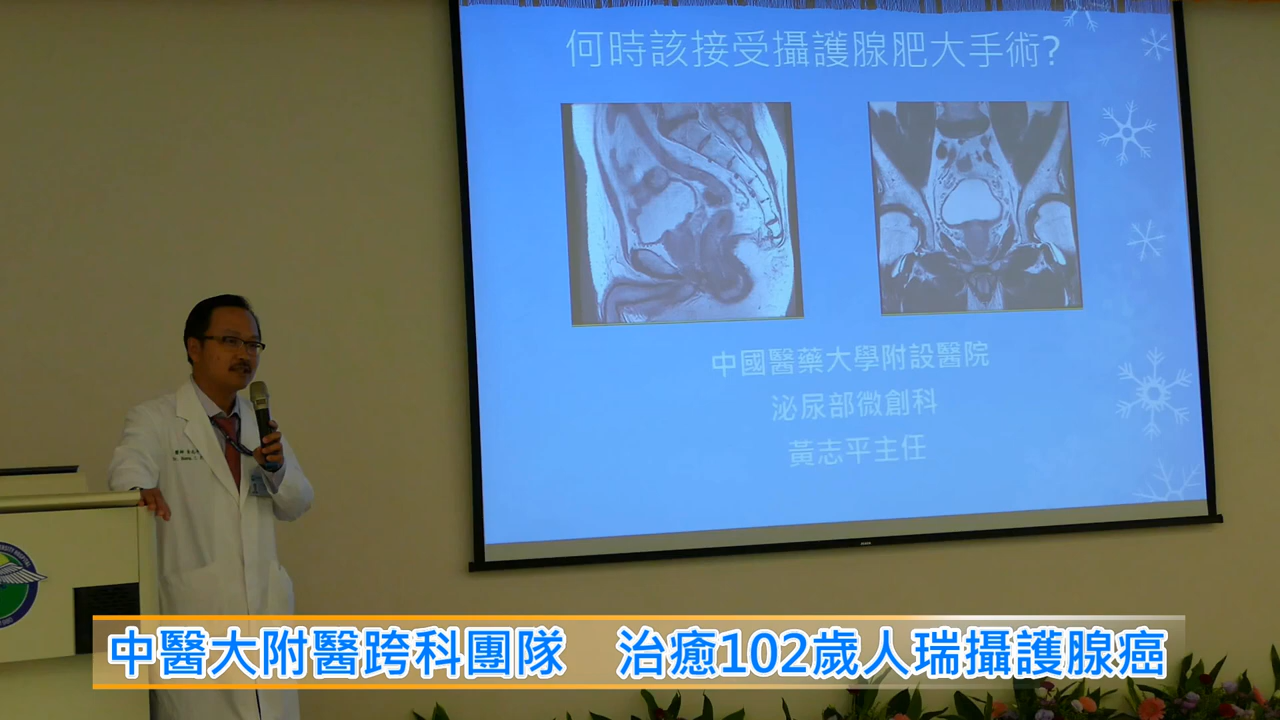 何時該接受攝護腺肥大手術?
中國醫藥大學附設醫院
泌尿部微創科
黃志平主任
中醫大附醫跨科團隊 治癒102歲人瑞攝護腺癌